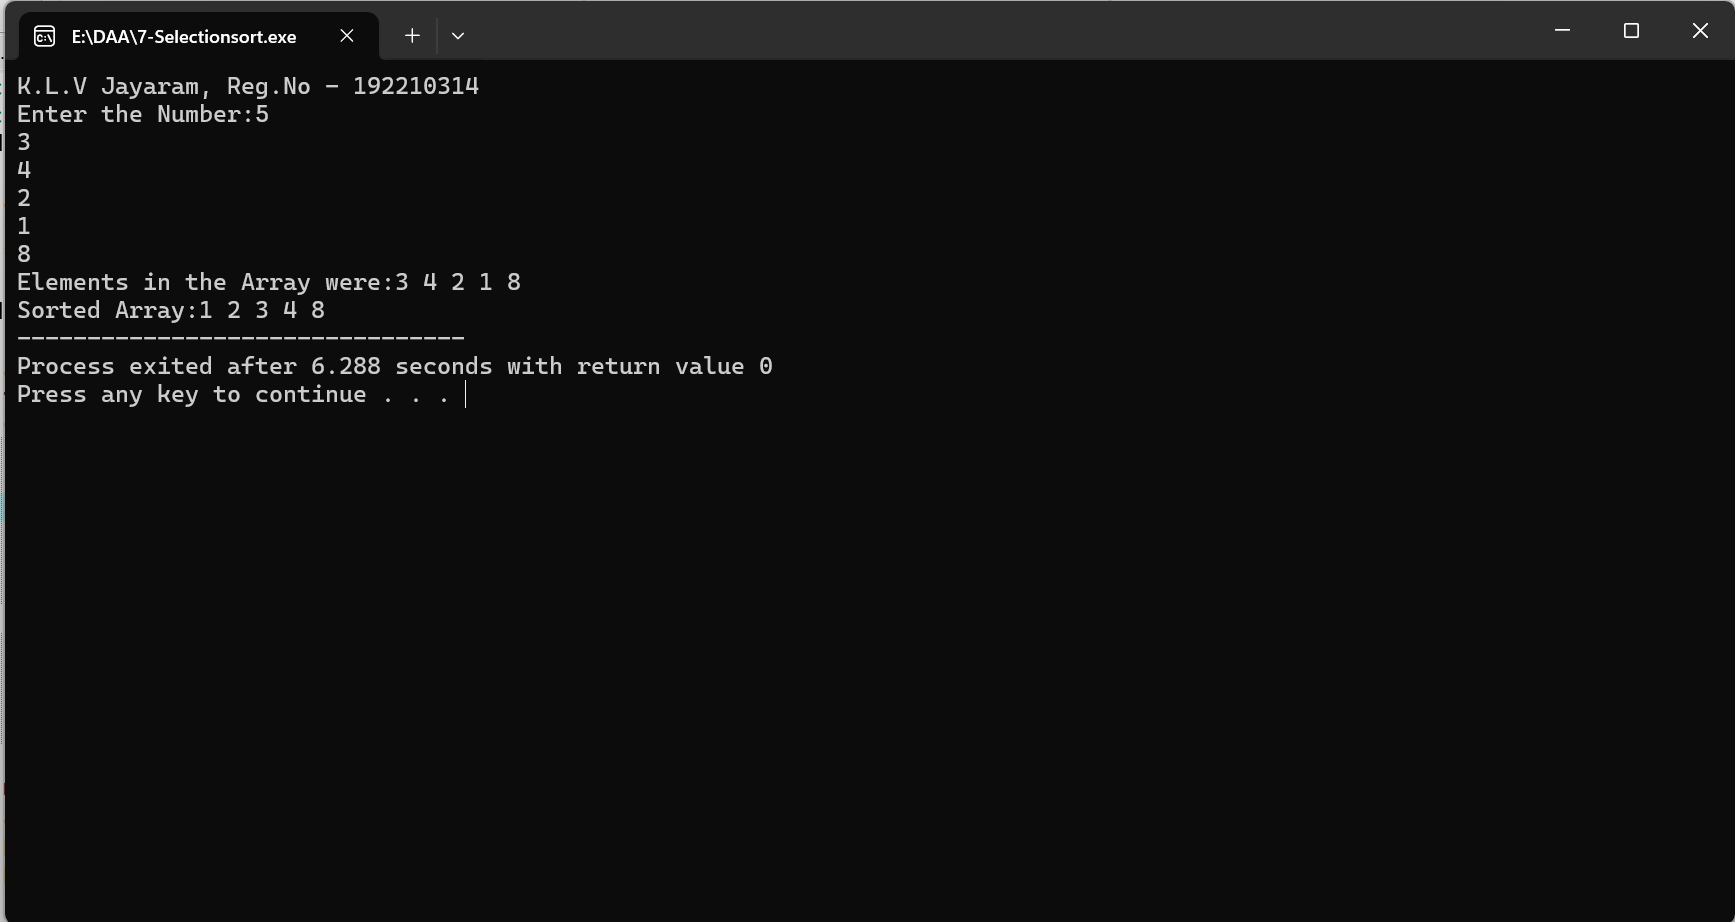 E:\DAA\7-Selectionsort.exe
K.L.V Jayaram, Reg.No - 192210314
Enter the Number:5
3
4
2
1
8
Elements in the Array were:3 4 2 1 8
Sorted Array:1 2 3 4 8
--------------------------------
Process exited after 6.288 seconds with return value 0
Press any key to continue . . .